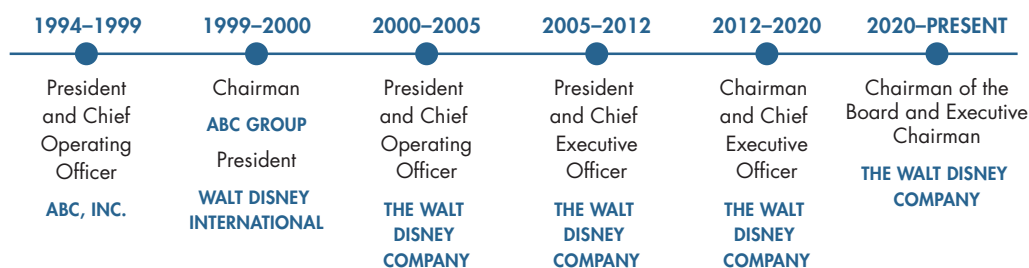 1994–1999
President
and Chief
Operating
Officer
ABC, INC.
1999–2000
Chairman
ABC GROUP
President
WALT DISNEY
INTERNATIONAL
2000–2005
President
and Chief
Operating
Officer
THE WALT
DISNEY
COMPANY
2005–2012
President
and Chief
Executive
Officer
THE WALT
DISNEY
COMPANY
2012–2020
Chairman
and Chief
Executive
Officer
THE WALT
DISNEY
COMPANY
2020–PRESENT
Chairman of the
Board and Executive
Chairman
THE WALT DISNEY
COMPANY